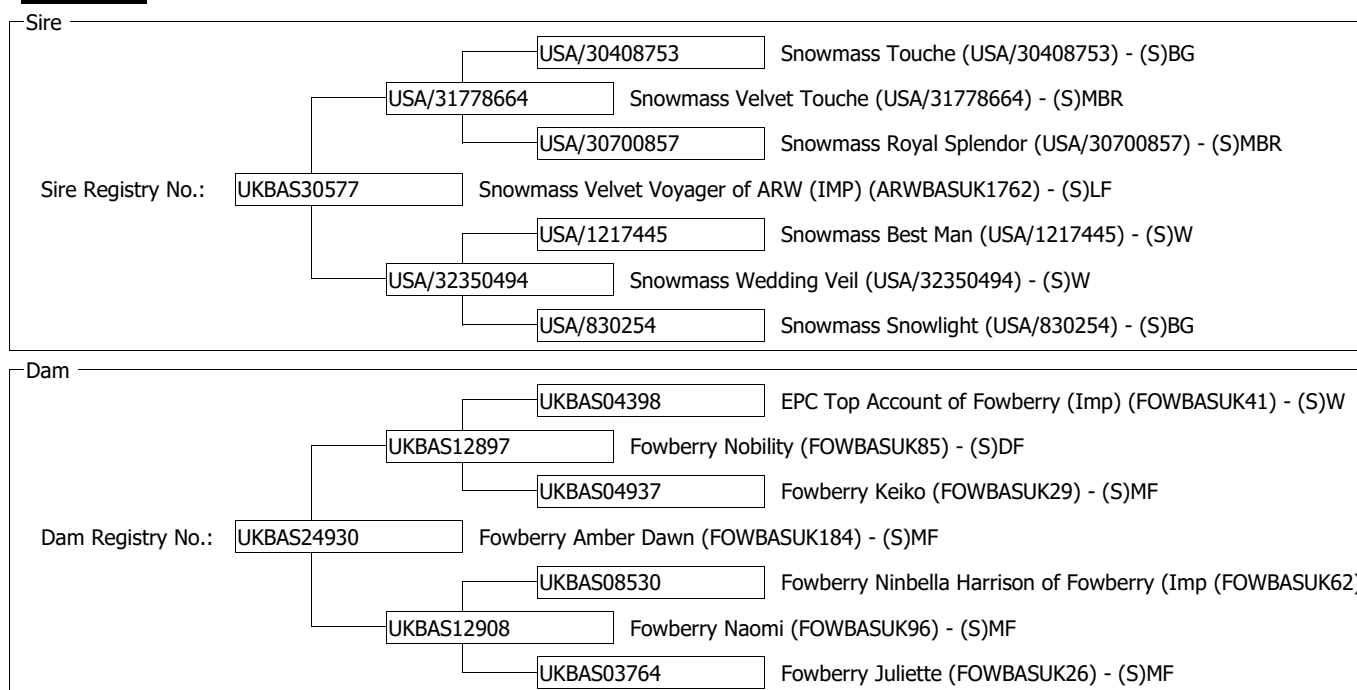 Sire
USA/30408753 Snowmass Touche (USA/30408753) - (S)BG
USA/31778664 Snowmass Velvet Touche (USA/31778664) - (S)MBR
USA/30700857 Snowmass Royal Splendor (USA/30700857) - (S)MBR
Sire Registry No.: UKBAS30577 Snowmass Velvet Voyager of ARW (IMP) (ARWBASUK1762) - (S)LF
USA/1217445 Snowmass Best Man (USA/1217445) - (S)W
USA/32350494 Snowmass Wedding Veil (USA/32350494) - (S)W
USA/830254 Snowmass Snowlight (USA/830254) - (S)BG
Dam
UKBAS04398 EPC Top Account of Fowberry (Imp) (FOWBASUK41) - (S)W
UKBAS12897 Fowberry Nobility (FOWBASUK85) - (S)DF
UKBAS04937 Fowberry Keiko (FOWBASUK29) - (S)MF
Dam Registry No.: UKBAS24930 Fowberry Amber Dawn (FOWBASUK184) - (S)MF
UKBAS08530 Fowberry Ninbella Harrison of Fowberry (Imp (FOWBASUK62)
UKBAS12908 Fowberry Naomi (FOWBASUK96) - (S)MF
UKBAS03764 Fowberry Juliette (FOWBASUK26) - (S)MF